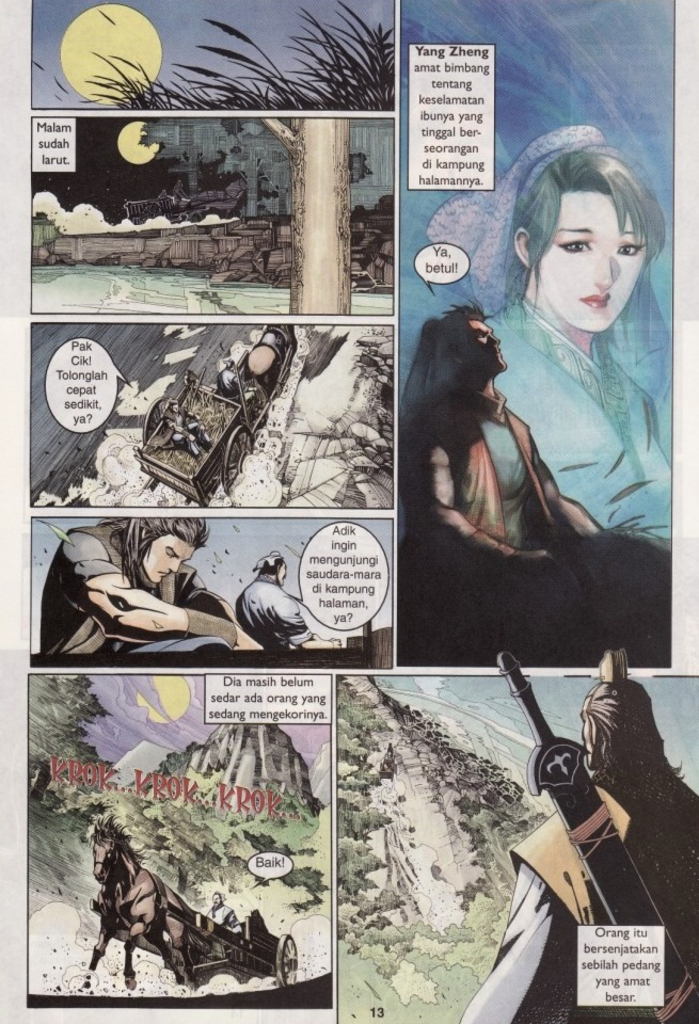 Malam
sudah
larut.
Pak
Cik!
Tolonglah
cepat
sedikit,
ya?
Adik
ingin
mengunjungi
saudara-mara
di kampung
halaman,
ya?
Yang Zheng
amat bimbang
tentang
keselamatan
ibunya yang
tinggal ber-
seorangan
di kampung
halamannya.
Ya,
betul!
Dia masih belum
sedar ada orang yang
sedang mengekorinya.
KROK...KROK...KROK...
Baik!
Orang itu
bersenjatakan
sebilah pedang
yang amat
besar.
13